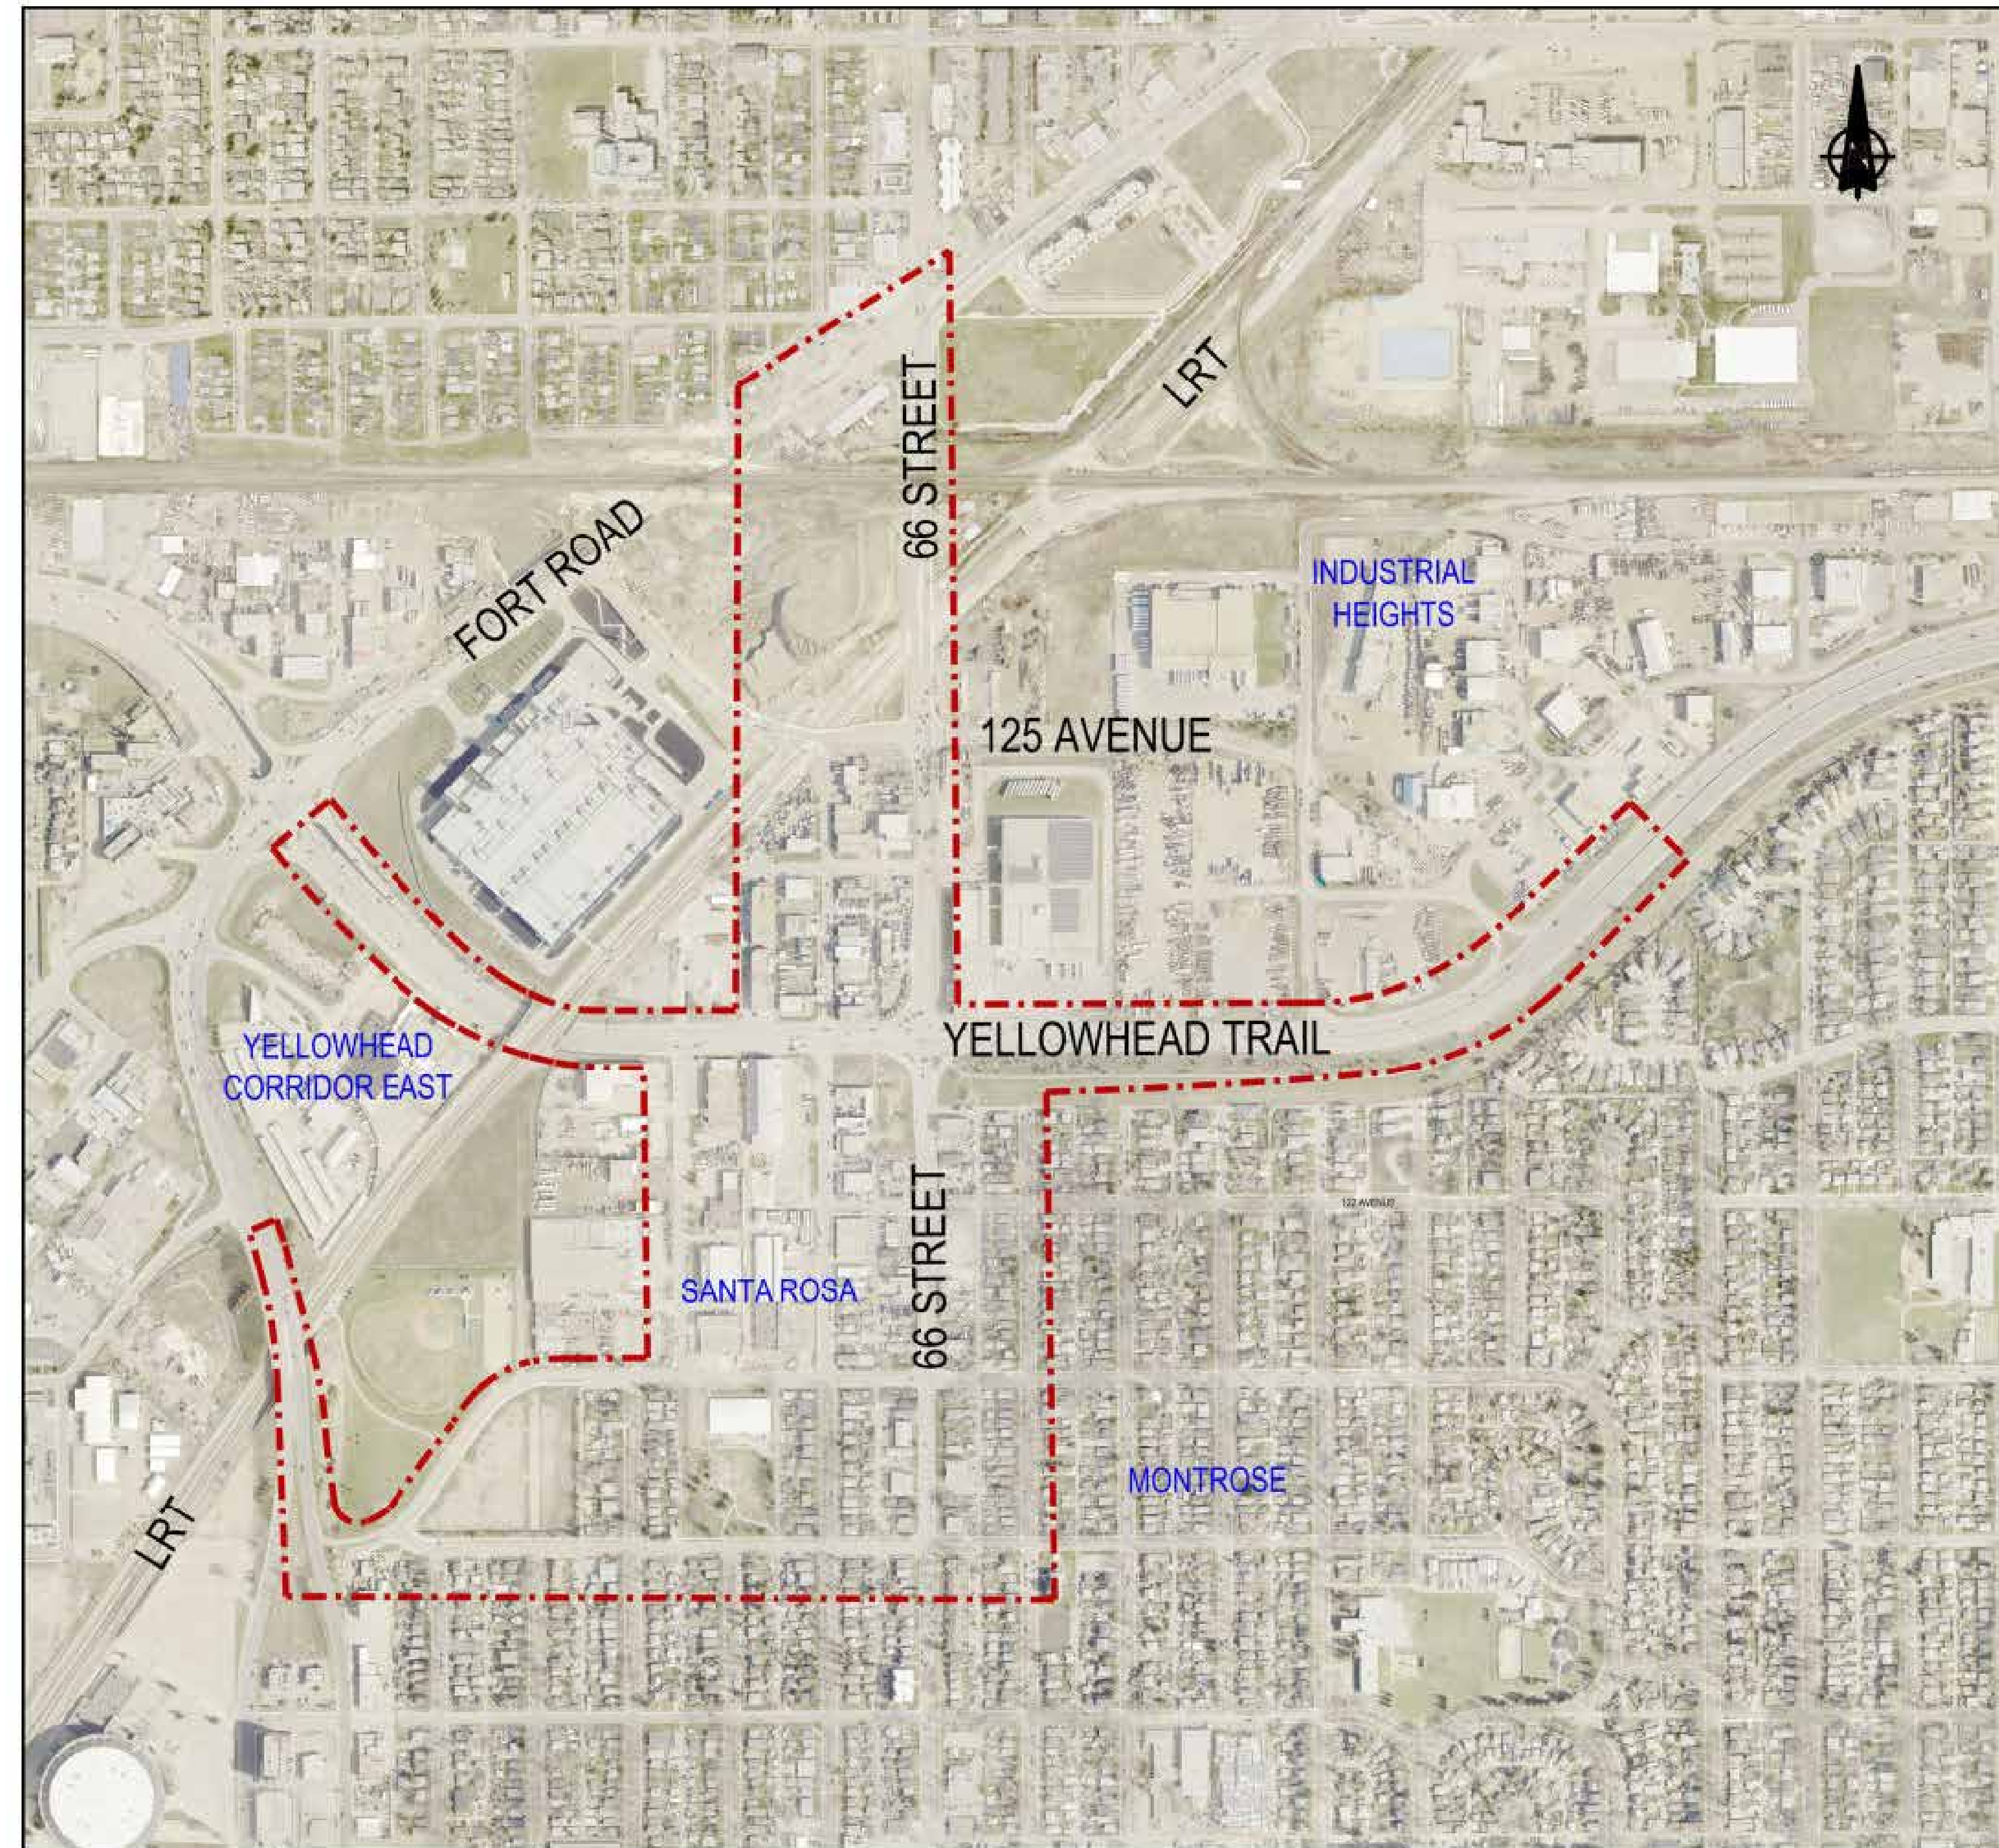 66 STREET
LRT
FORT ROAD
INDUSTRIAL
HEIGHTS
125 AVENUE
YELLOWHEAD TRAIL
YELLOWHEAD
CORRIDOR EAST
122 AVENUE
66 STREET
SANTA ROSA
MONTROSE
LRT